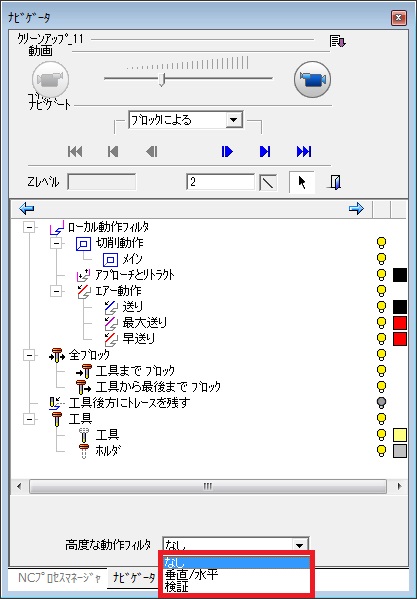 ﾅﾋﾞｹﾞｰﾀ
ｸﾘｰﾝｱｯﾌﾟ_11
動画
ﾅﾋﾞｹﾞｰﾄ
ﾌﾞﾛｯｸによる
Zﾚﾍﾞﾙ
2
ﾛｰｶﾙ動作ﾌｨﾙﾀ
切削動作
ﾒｲﾝ
ｱﾌﾟﾛｰﾁとﾘﾄﾗｸﾄ
ｴｱｰ動作
送り
最大送り
早送り
全ﾌﾞﾛｯｸ
工具まで ﾌﾞﾛｯｸ
工具から最後まで ﾌﾞﾛｯｸ
工具後方にﾄﾚｰｽを残す
工具
工具
ﾎﾙﾀﾞ
高度な動作ﾌｨﾙﾀ
なし
なし
垂直/水平
検証
NCﾌﾟﾛｾｽﾏﾈｰｼﾞｬ
ﾅﾋﾞｹﾞｰﾀ